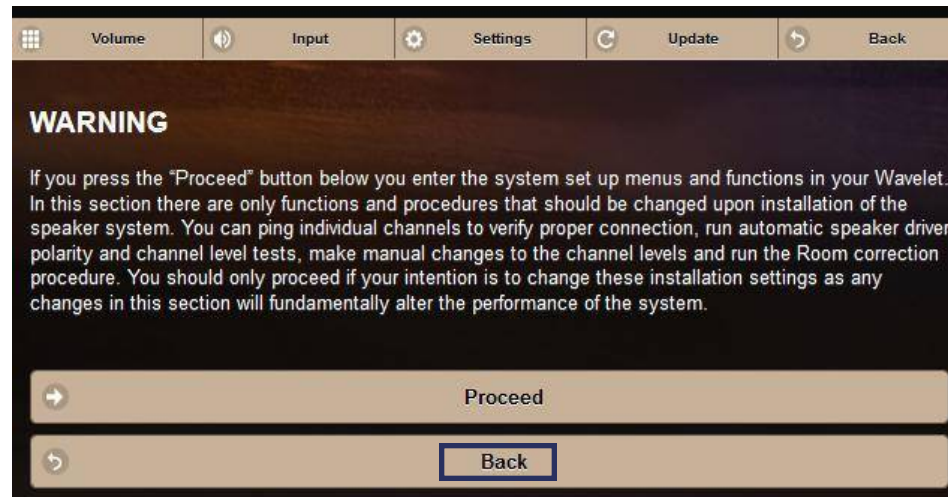 Volume Input Settings Update Back
WARNING
If you press the “Proceed” button below you enter the system set up menus and functions in your Wavelet.
In this section there are only functions and procedures that should be changed upon installation of the
speaker system. You can ping individual channels to verify proper connection, run automatic speaker driver
polarity and channel level tests, make manual changes to the channel levels and run the Room correction
procedure. You should only proceed if your intention is to change these installation settings as any
changes in this section will fundamentally alter the performance of the system.
Proceed
Back